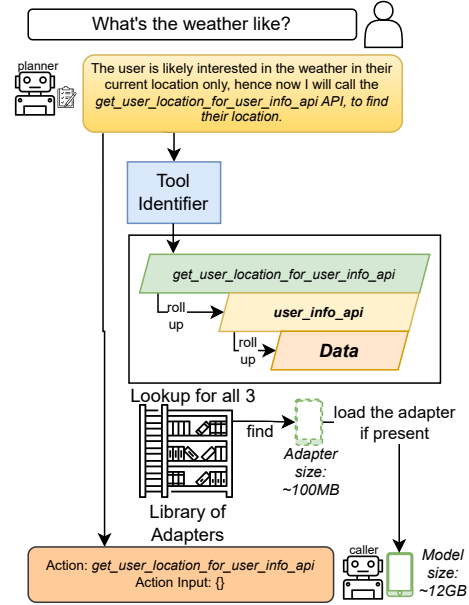 What's the weather like?
planner
The user is likely interested in the weather in their
current location only, hence now I will call the
get_user_location_for_user_info_api API, to find
their location.
Tool
Identifier
get_user_location_for_user_info_api
roll
up
user_info_api
roll
up
Data
Lookup for all 3
find
load the adapter
if present
Adapter
size:
~100MB
Library of
Adapters
Action: get_user_location_for_user_info_api
Action Input: {}
caller
Model
size:
~12GB